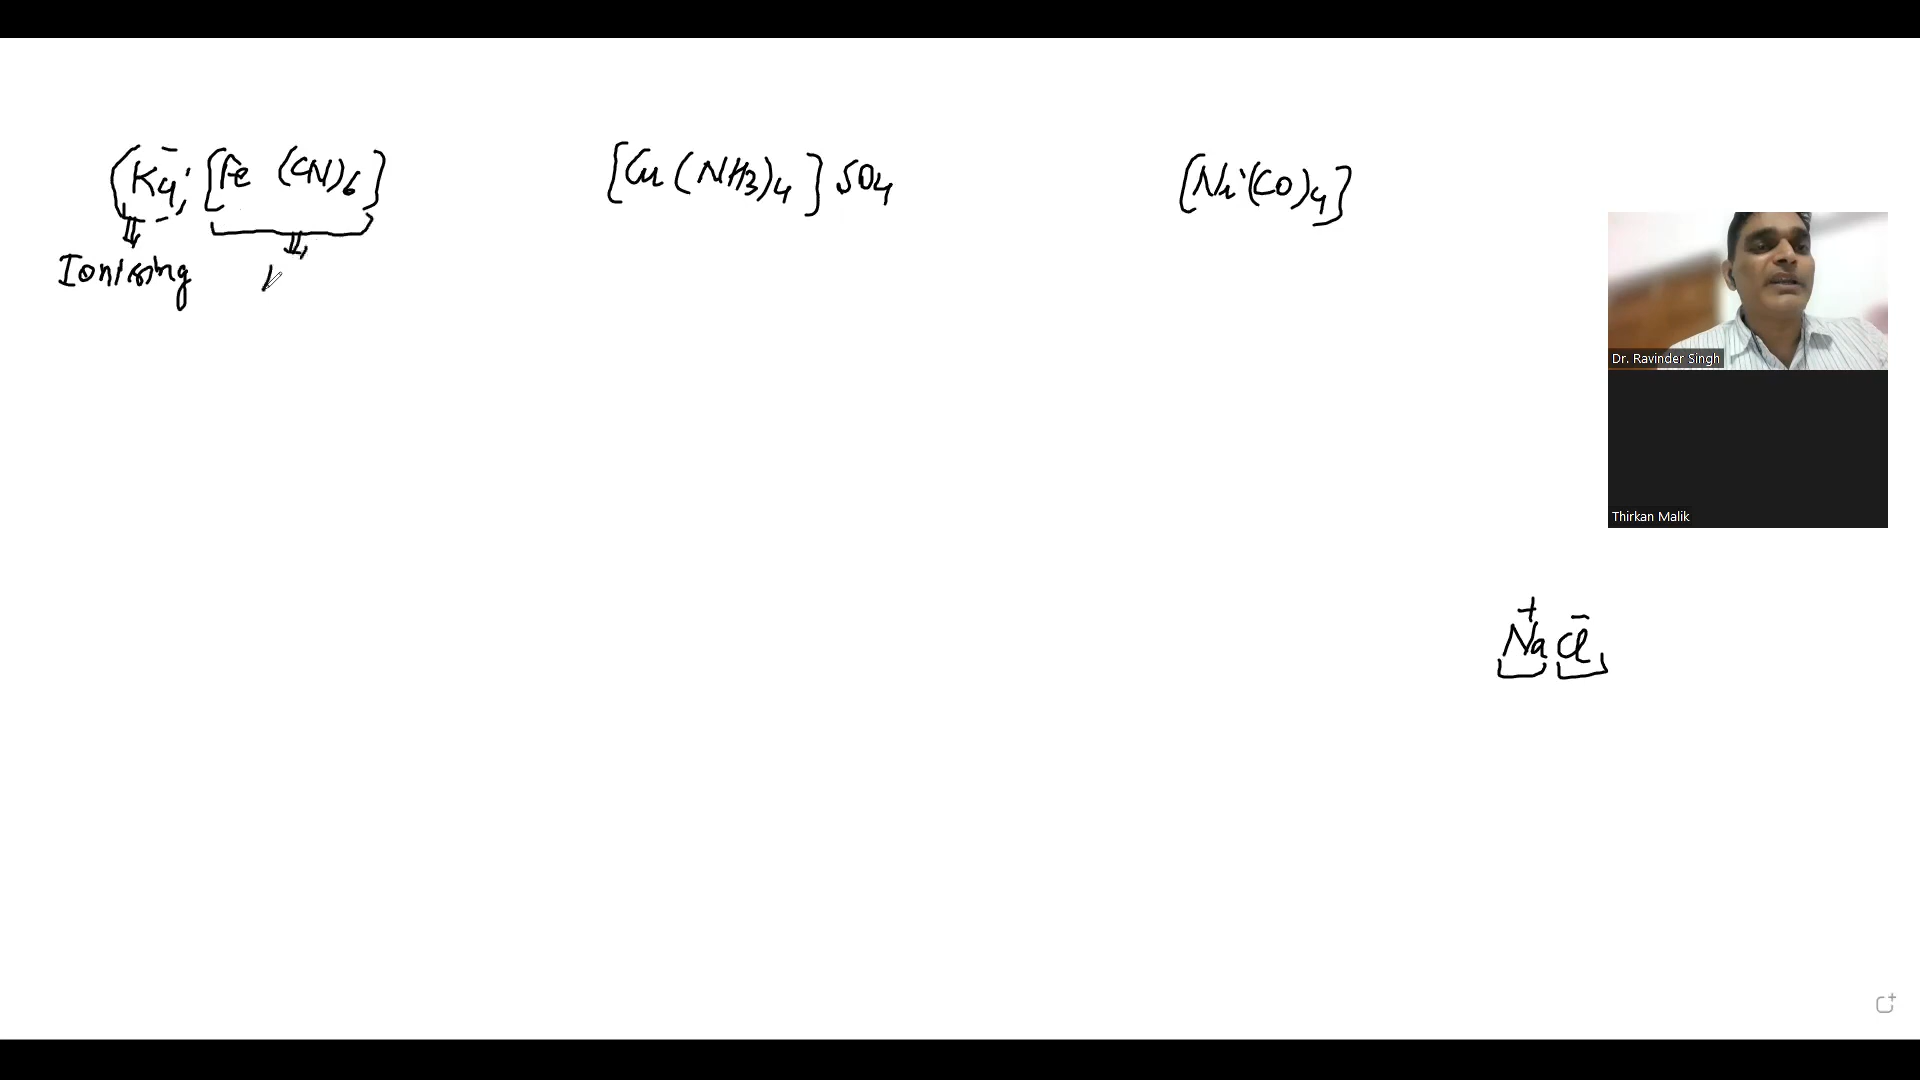 K4 [Fe (CN)6]
[Cu (NH3)4] SO4
[Ni (CO)4]
Ionising
Dr. Ravinder Singh
Thirkan Malik
+ -
Na Cl